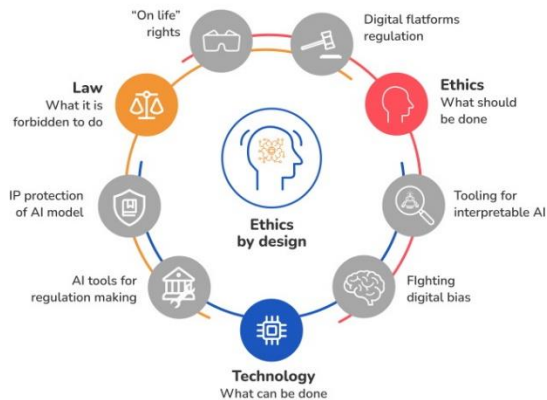 “On life”
rights
Digital flatforms
regulation
Law
What it is
forbidden to do
Ethics
What should
be done
IP protection
of AI model
Ethics
by design
Tooling for
interpretable AI
AI tools for
regulation making
FIghting
digital bias
Technology
What can be done